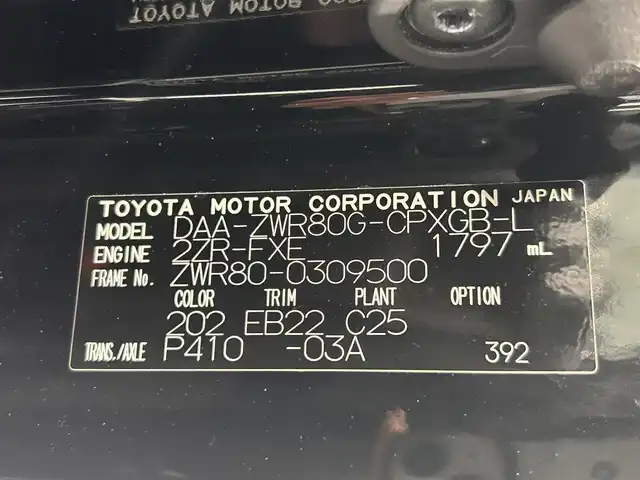 TOYOTA MOTOR CORPORATION JAPAN
MODEL DAA-ZWR80G-CPXGB-L
ENGINE 2ZR-FXE 1797 mL
FRAME No. ZWR80-0309500
COLOR TRIM PLANT OPTION
202 EB22 C25
TRANS./AXLE P410 -03A 392